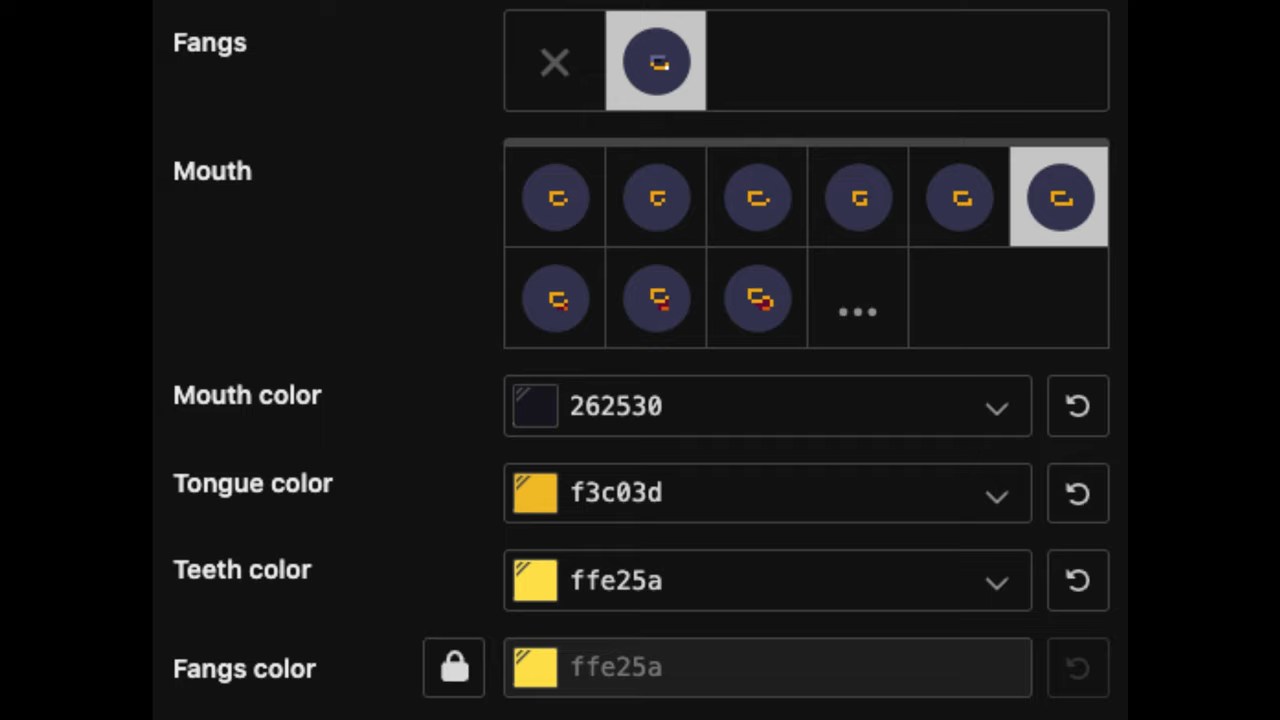 Fangs
Mouth
Mouth color
262530
Tongue color
f3c03d
Teeth color
ffe25a
Fangs color
ffe25a